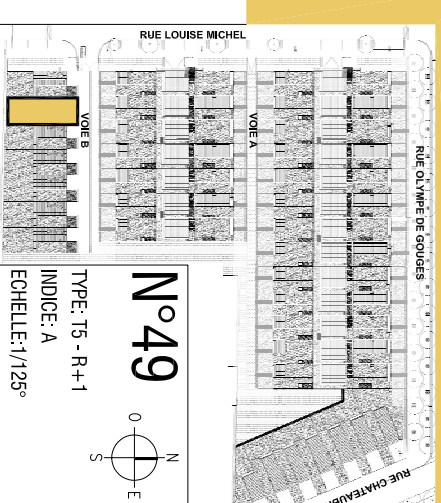 RUE LOUISE MICHEL
VOIE B
VOIE A
RUE OLYMPE DE GOUGES
RUE CHATEAUB
N°49
TYPE: T5 - R+1
INDICE: A
ECHELLE:1/125°
N
O
E
S